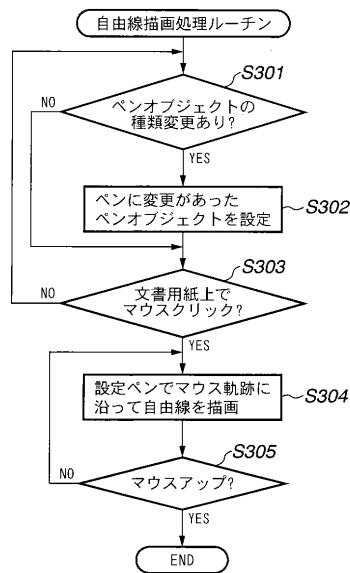 自由線描画処理ルーチン
S301
ペンオブジェクトの
種類変更あり?
NO
YES
ペンに変更があった
ペンオブジェクトを設定
S302
S303
文書用紙上で
マウスクリック?
NO
YES
設定ペンでマウス軌跡に
沿って自由線を描画
S304
S305
マウスアップ?
NO
YES
END